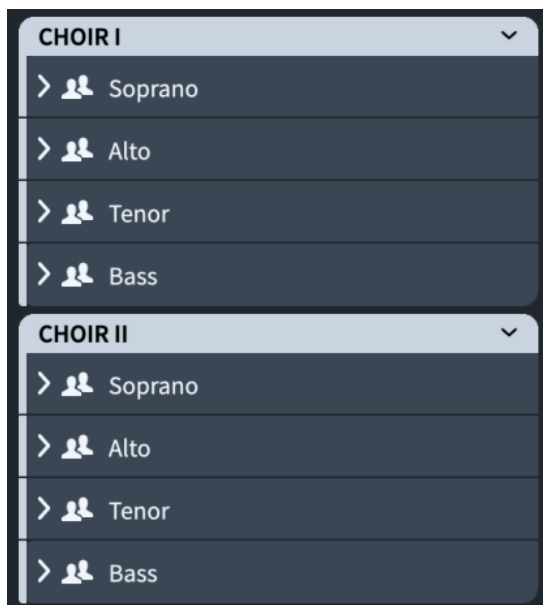 CHOIR I
Soprano
Alto
Tenor
Bass
CHOIR II
Soprano
Alto
Tenor
Bass